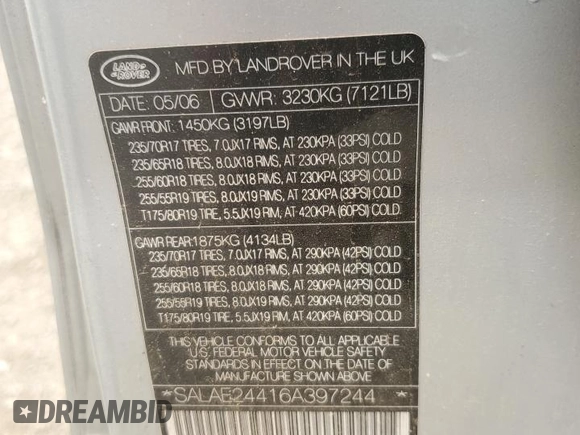 LAND ROVER
MFD BY LANDROVER IN THE UK
DATE: 05/06 GVWR: 3230KG (7121LB)
GAWR FRONT: 1450KG (3197LB)
235/70R17 TIRES, 7.0JX17 RIMS, AT 230KPA (33PSI) COLD
235/65R18 TIRES, 8.0JX18 RIMS, AT 230KPA (33PSI) COLD
255/60R18 TIRES, 8.0JX18 RIMS, AT 230KPA (33PSI) COLD
255/55R19 TIRES, 8.0JX19 RIMS, AT 230KPA (33PSI) COLD
T175/80R19 TIRE, 5.5JX19 RIM, AT 420KPA (60PSI) COLD
GAWR REAR:1875KG (4134LB)
235/70R17 TIRES, 7.0JX17 RIMS, AT 290KPA (42PSI) COLD
235/65R18 TIRES, 8.0JX18 RIMS, AT 290KPA (42PSI) COLD
255/60R18 TIRES, 8.0JX18 RIMS, AT 290KPA (42PSI) COLD
255/55R19 TIRES, 8.0JX19 RIMS, AT 290KPA (42PSI) COLD
T175/80R19 TIRE, 5.5JX19 RIM, AT 420KPA (60PSI) COLD
THIS VEHICLE CONFORMS TO ALL APPLICABLE
U.S. FEDERAL MOTOR VEHICLE SAFETY
STANDARDS IN EFFECT ON THE DATE OF
MANUFACTURE SHOWN ABOVE
*SALAE24416A397244*
DREAMBID